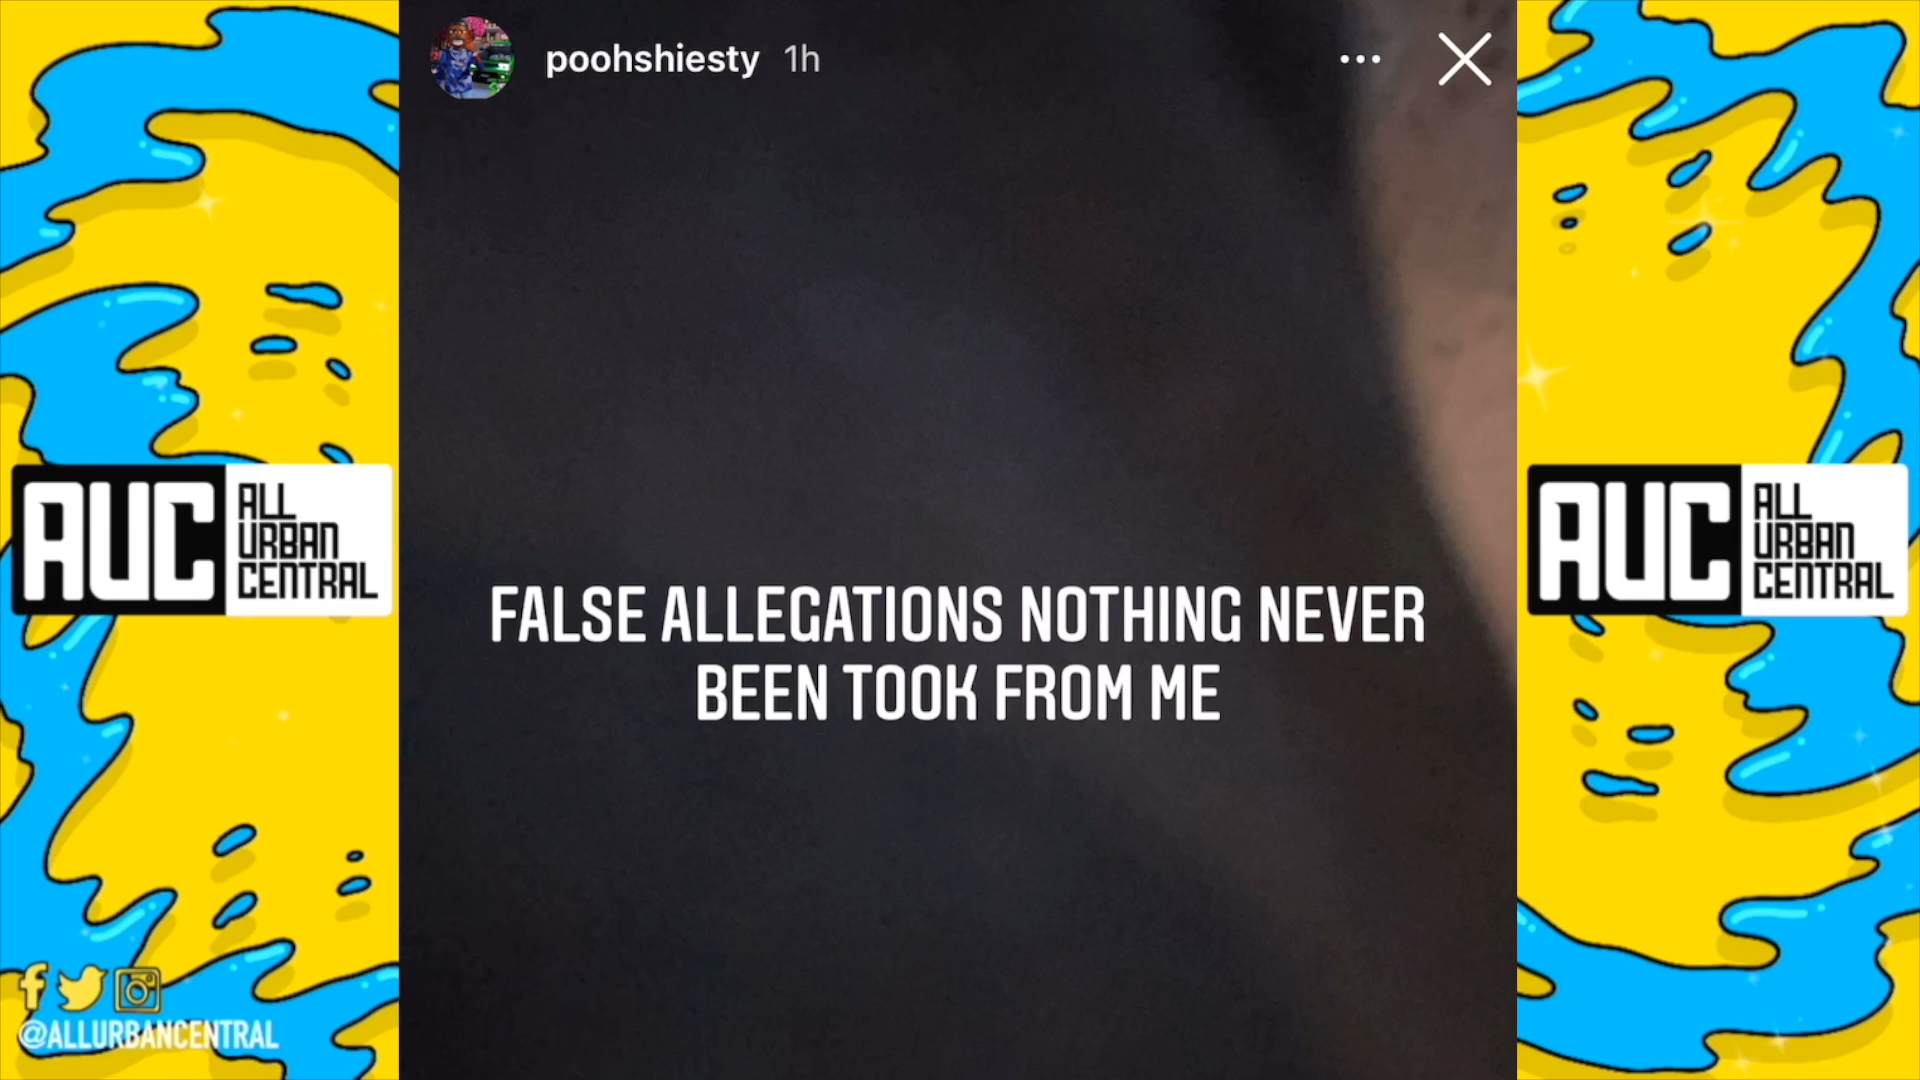 poohshiesty 1h
FALSE ALLEGATIONS NOTHING NEVER
BEEN TOOK FROM ME
AUC
ALL
URBAN
CENTRAL
AUC
ALL
URBAN
CENTRAL
@ALLURBANCENTRAL